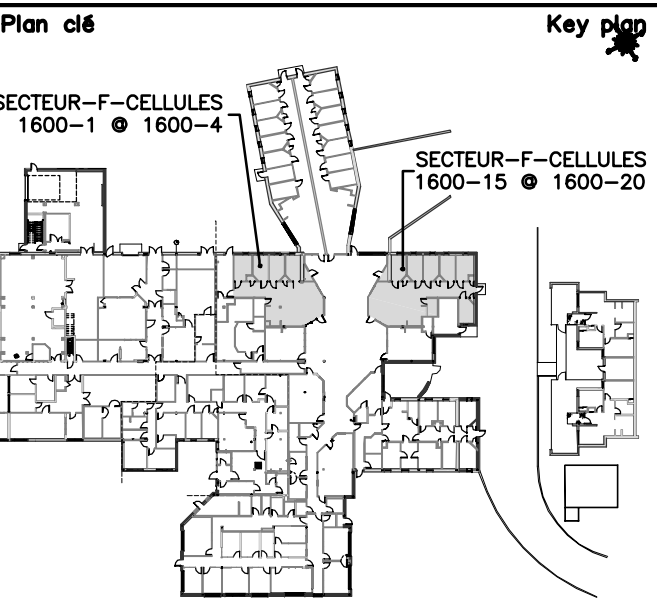 Plan clé
Key plan
SECTEUR-F-CELLULES
1600-1 @ 1600-4
SECTEUR-F-CELLULES
1600-15 @ 1600-20